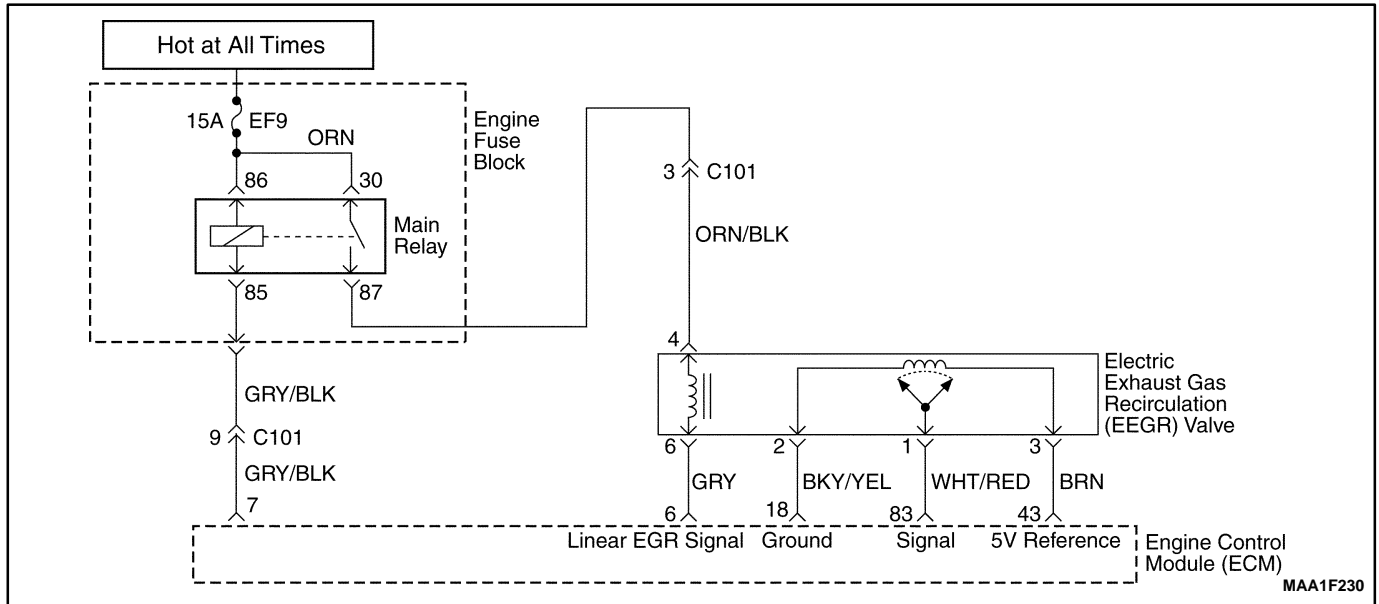 Hot at All Times
15A EF9
ORN
Engine
Fuse
Block
86
30
Main
Relay
85
87
3 C101
ORN/BLK
GRY/BLK
9 C101
GRY/BLK
7
4
Electric
Exhaust Gas
Recirculation
(EEGR) Valve
6
2
1
3
GRY
BKY/YEL
WHT/RED
BRN
6
18
83
43
Linear EGR Signal
Ground
Signal
5V Reference
Engine Control
Module (ECM)
MAA1F230